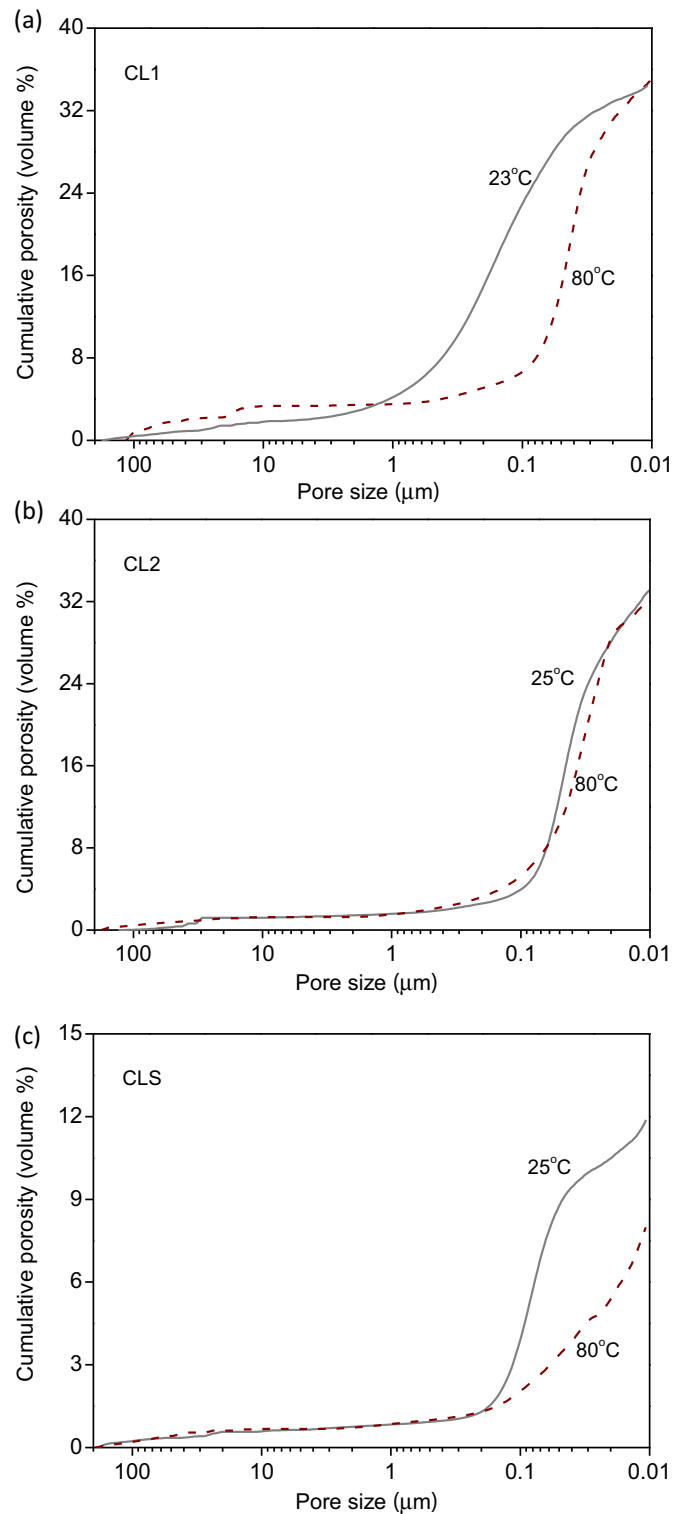 (a)
40
32
24
16
8
0
Cumulative porosity (volume %)
CL1
23°C
80°C
100
10
1
0.1
0.01
Pore size (μm)
(b)
40
32
24
16
8
0
Cumulative porosity (volume %)
CL2
25°C
80°C
100
10
1
0.1
0.01
Pore size (μm)
(c)
15
12
9
6
3
0
Cumulative porosity (volume %)
CLS
25°C
80°C
100
10
1
0.1
0.01
Pore size (μm)